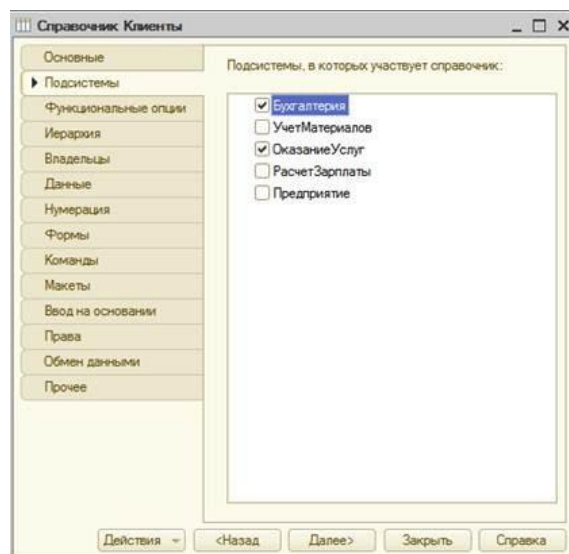 Справочник Клиенты
Основные
Подсистемы
Функциональные опции
Иерархия
Владельцы
Данные
Нумерация
Формы
Команды
Макеты
Ввод на основании
Права
Обмен данными
Прочее
Подсистемы, в которых участвует справочник:
Бухгалтерия
УчетМатериалов
ОказаниеУслуг
РасчетЗарплаты
Предприятие
Действия
<Назад
Далее>
Закрыть
Справка